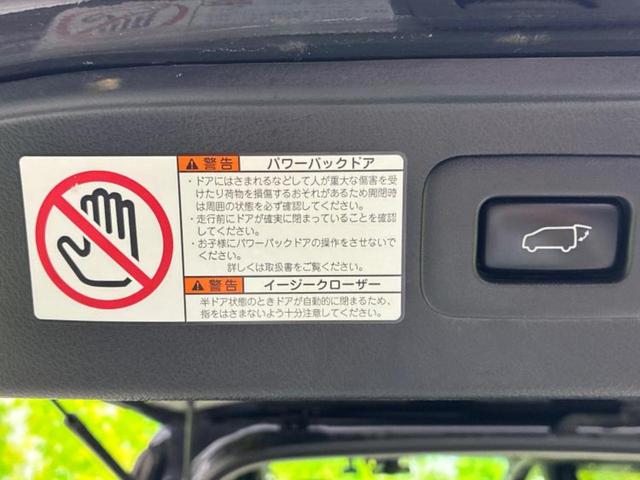 警告 パワーバックドア
・ドアにはさまれるなどして人が重大な傷害を受
けたり荷物を損傷するおそれがあるため開閉時
は周囲の状態を必ず確認してください。
・走行前にドアが確実に閉まっていることを確認
してください。
・お子様にパワーバックドアの操作をさせないで
ください。
詳しくは取扱書をご覧ください。
警告 イージークローザー
半ドア状態のときドアが自動的に閉まるため、
指をはさまないよう十分注意してください。